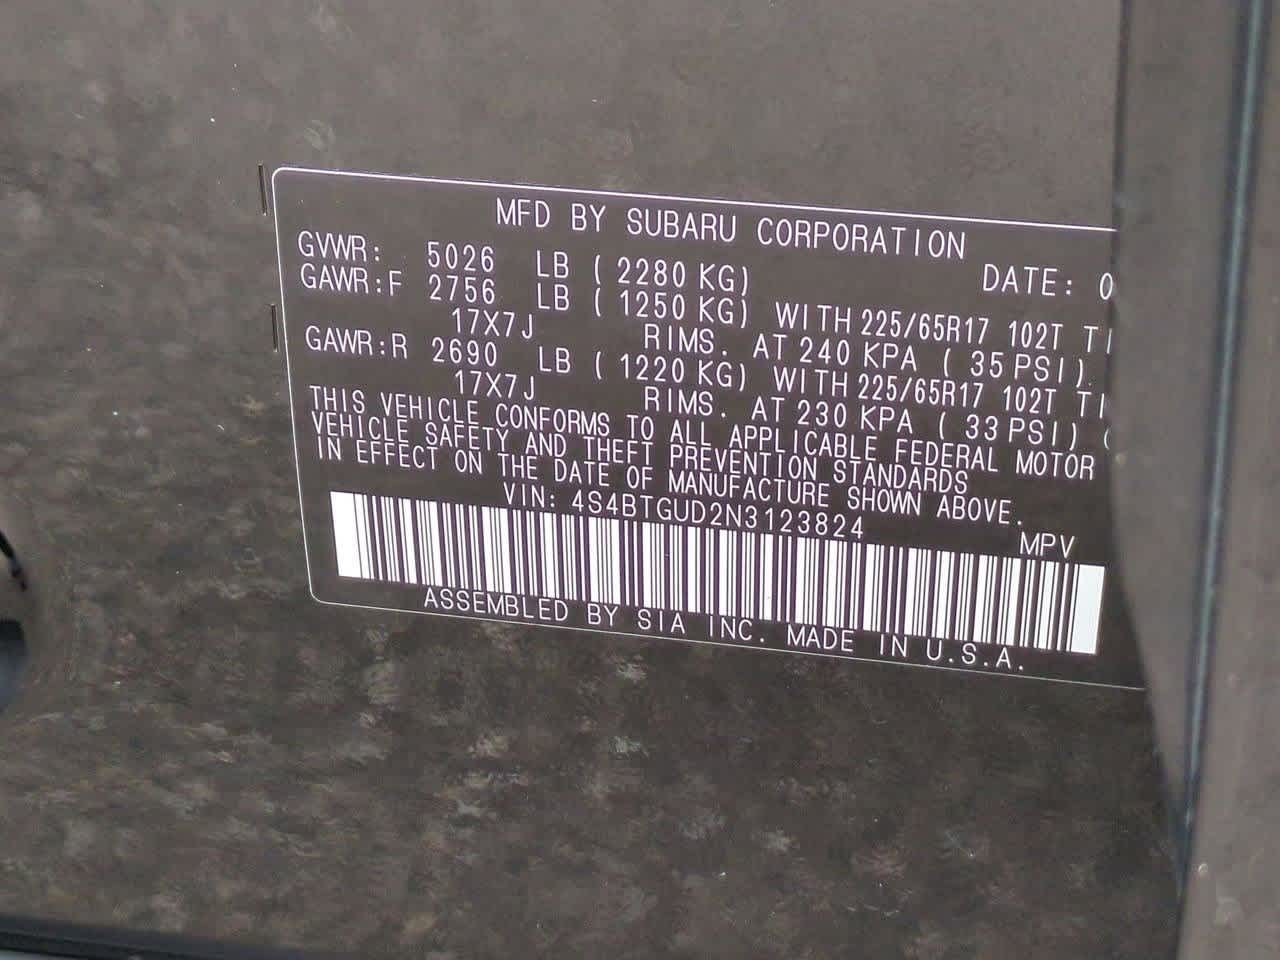 MFD BY SUBARU CORPORATION
GVWR: 5026 LB ( 2280 KG) DATE: 0
GAWR:F 2756 LB ( 1250 KG) WITH 225/65R17 102T TI
17X7J RIMS. AT 240 KPA ( 35 PSI)
GAWR:R 2690 LB ( 1220 KG) WITH 225/65R17 102T TI
17X7J RIMS. AT 230 KPA ( 33 PSI) (
THIS VEHICLE CONFORMS TO ALL APPLICABLE FEDERAL MOTOR
VEHICLE SAFETY AND THEFT PREVENTION STANDARDS
IN EFFECT ON THE DATE OF MANUFACTURE SHOWN ABOVE.
VIN: 4S4BTGUD2N3123824 MPV
ASSEMBLED BY SIA INC. MADE IN U.S.A.